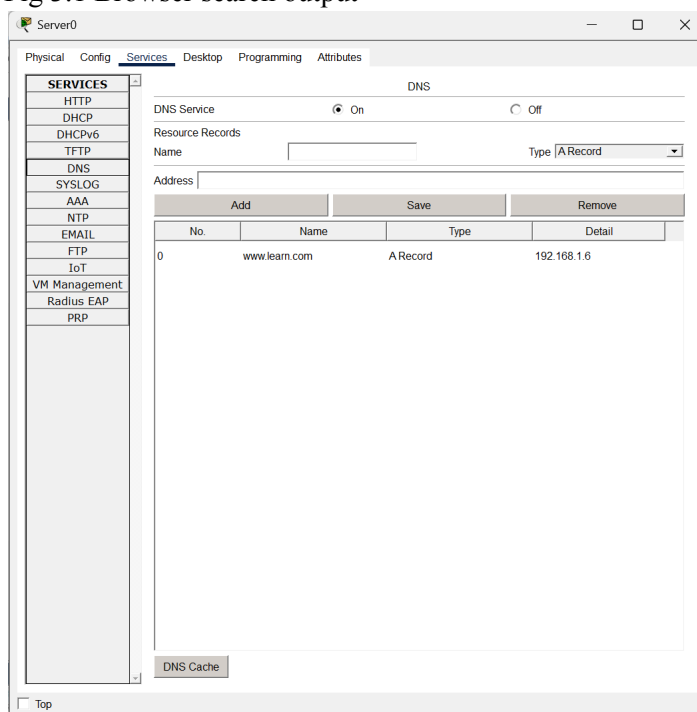 Fig 3.1 Browser search output
Server0
Physical Config Services Desktop Programming Attributes
SERVICES
HTTP
DHCP
DHCPv6
TFTP
DNS
SYSLOG
AAA
NTP
EMAIL
FTP
IoT
VM Management
Radius EAP
PRP
DNS
DNS Service On Off
Resource Records
Name Type A Record
Address
Add Save Remove
No. Name Type Detail
0 www.learn.com A Record 192.168.1.6
DNS Cache
Top